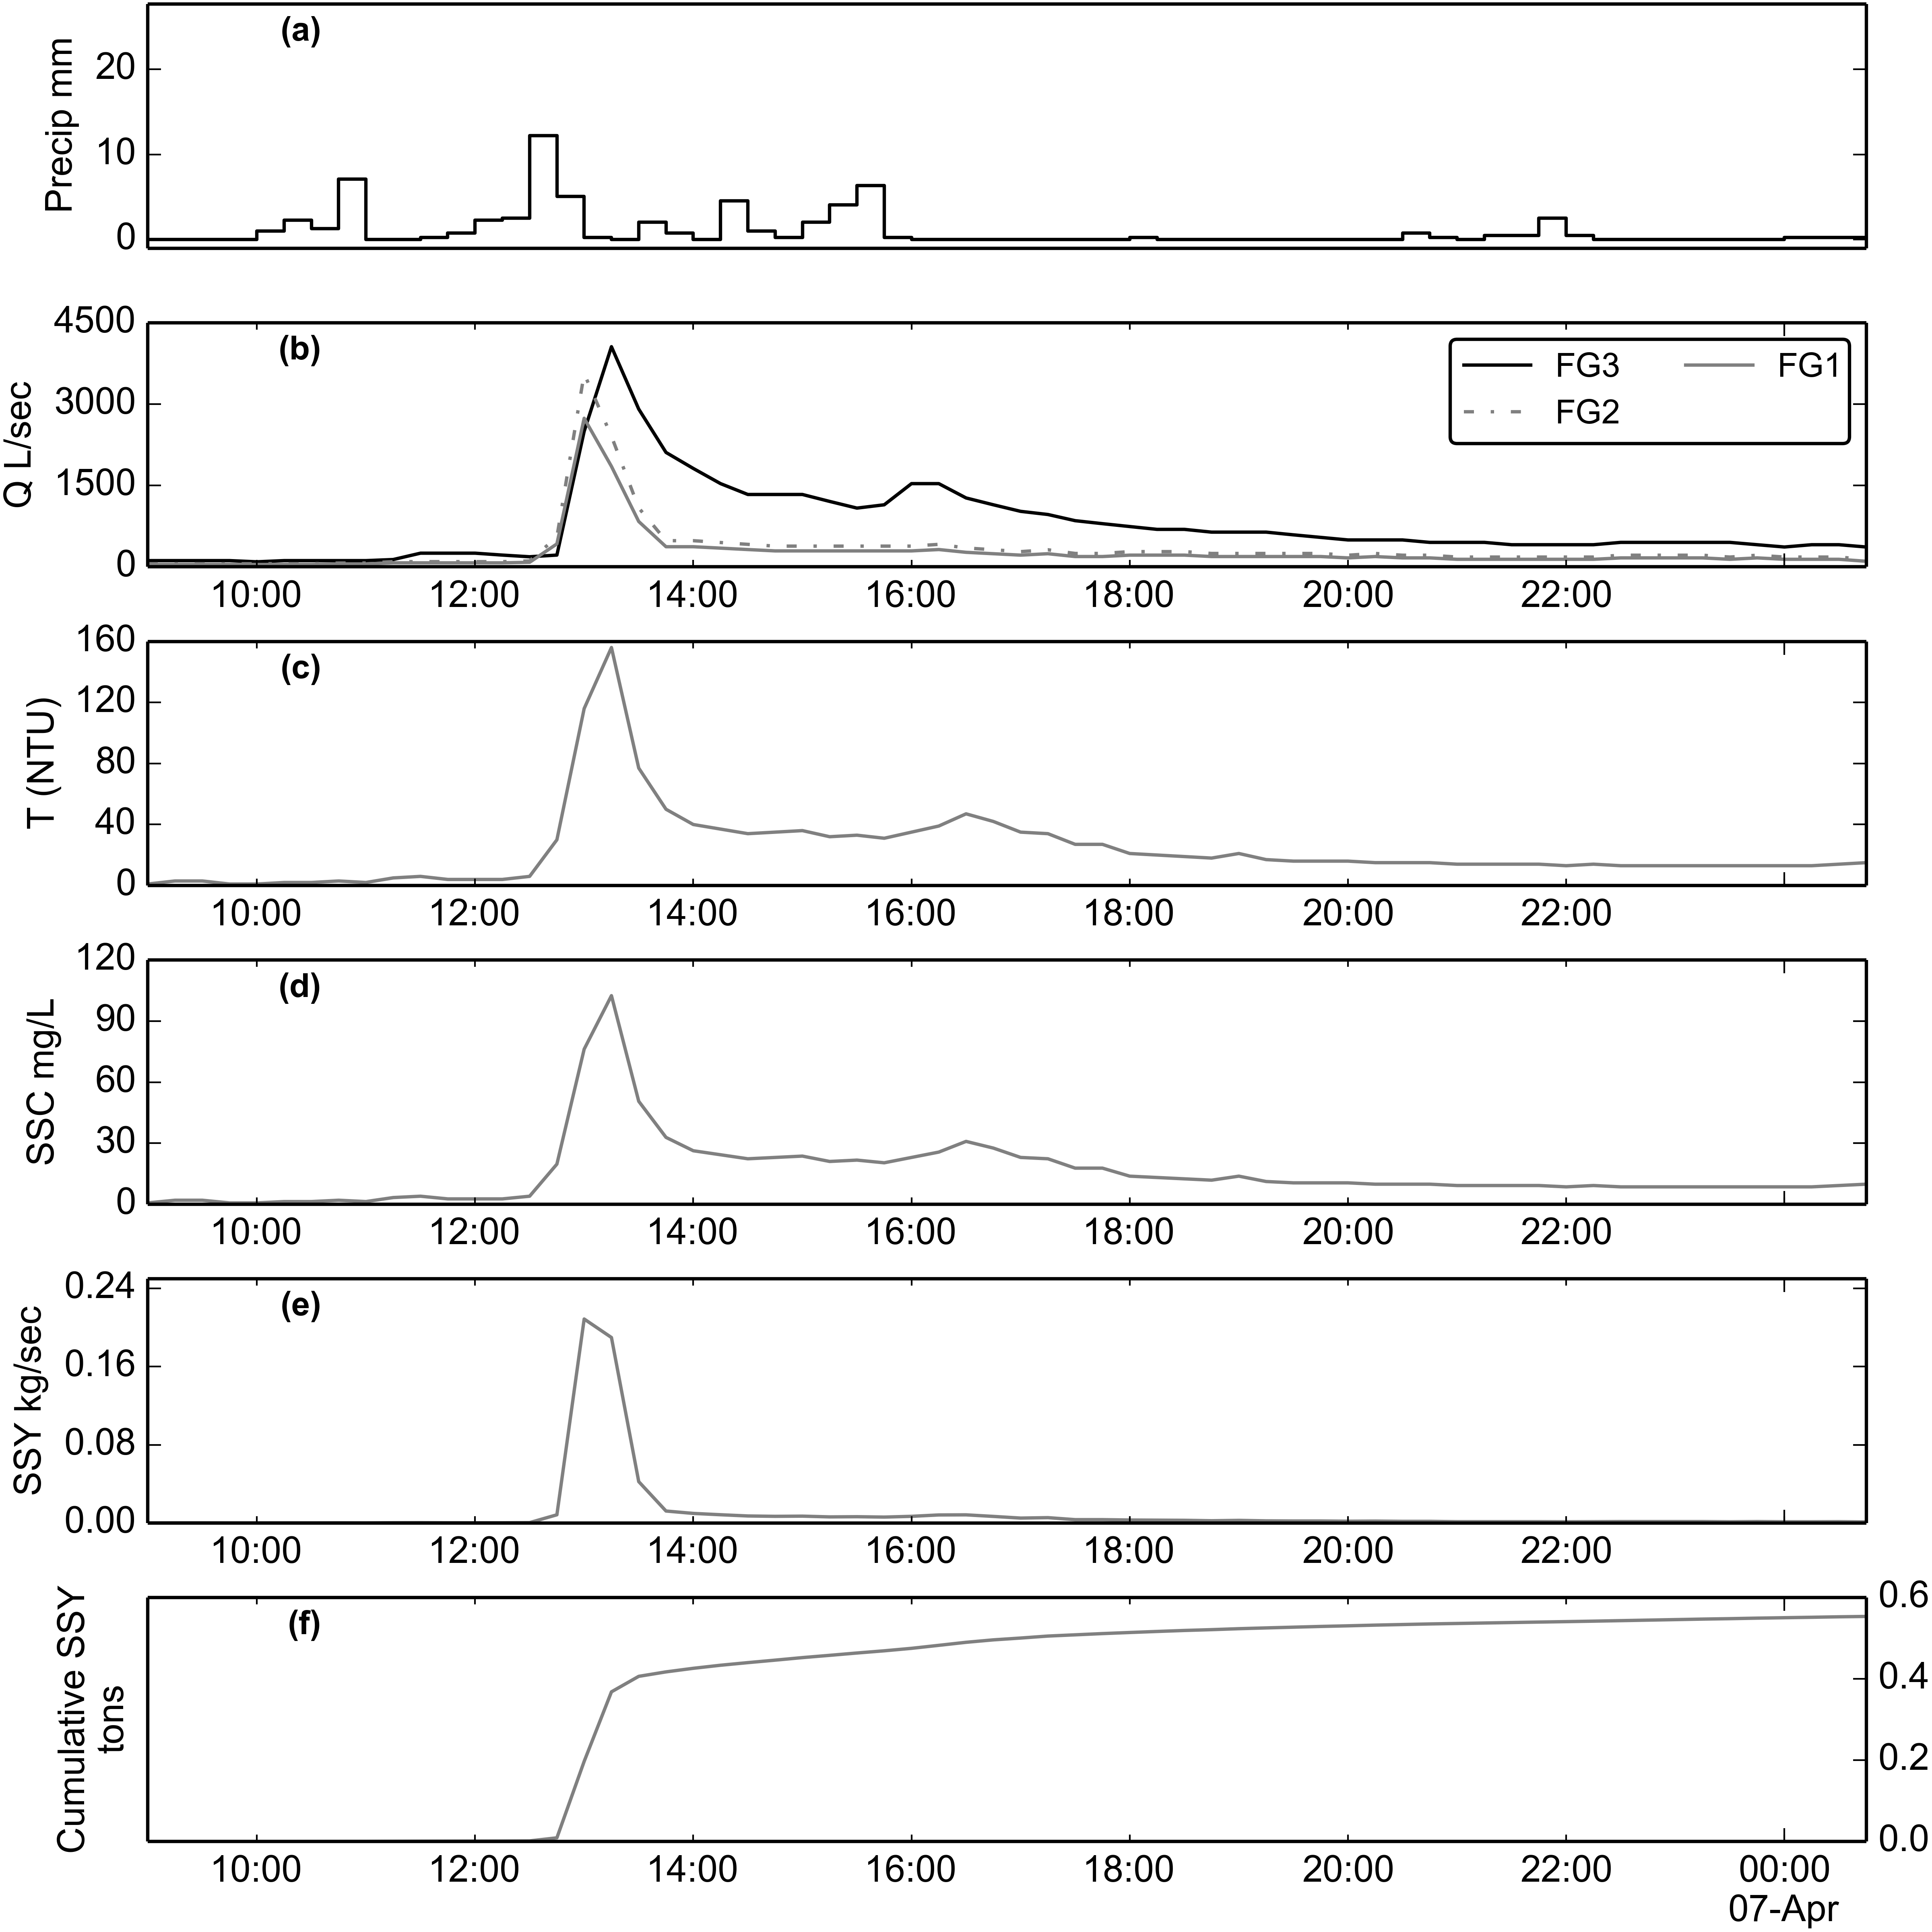 (a)
Precip mm
20
10
0
(b)
Q L/sec
4500
3000
1500
0
FG3
FG1
FG2
10:00 12:00 14:00 16:00 18:00 20:00 22:00
(c)
T (NTU)
160
120
80
40
0
10:00 12:00 14:00 16:00 18:00 20:00 22:00
(d)
SSC mg/L
120
90
60
30
0
10:00 12:00 14:00 16:00 18:00 20:00 22:00
(e)
SSY kg/sec
0.24
0.16
0.08
0.00
10:00 12:00 14:00 16:00 18:00 20:00 22:00
(f)
Cumulative SSY
tons
0.6
0.4
0.2
0.0
10:00 12:00 14:00 16:00 18:00 20:00 22:00 00:00
07-Apr